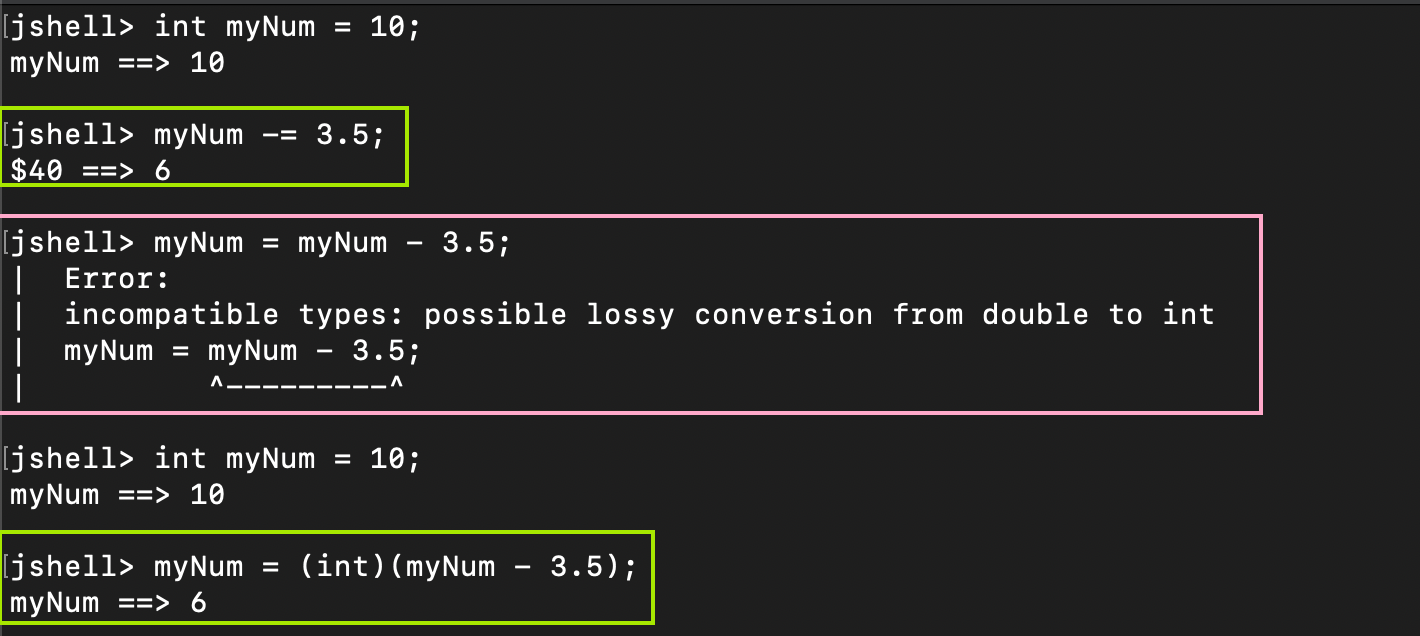 jshell> int myNum = 10;
myNum ==> 10
jshell> myNum -= 3.5;
$40 ==> 6
jshell> myNum = myNum - 3.5;
|  Error:
|  incompatible types: possible lossy conversion from double to int
|  myNum = myNum - 3.5;
|          ^---------^
jshell> int myNum = 10;
myNum ==> 10
jshell> myNum = (int)(myNum - 3.5);
myNum ==> 6